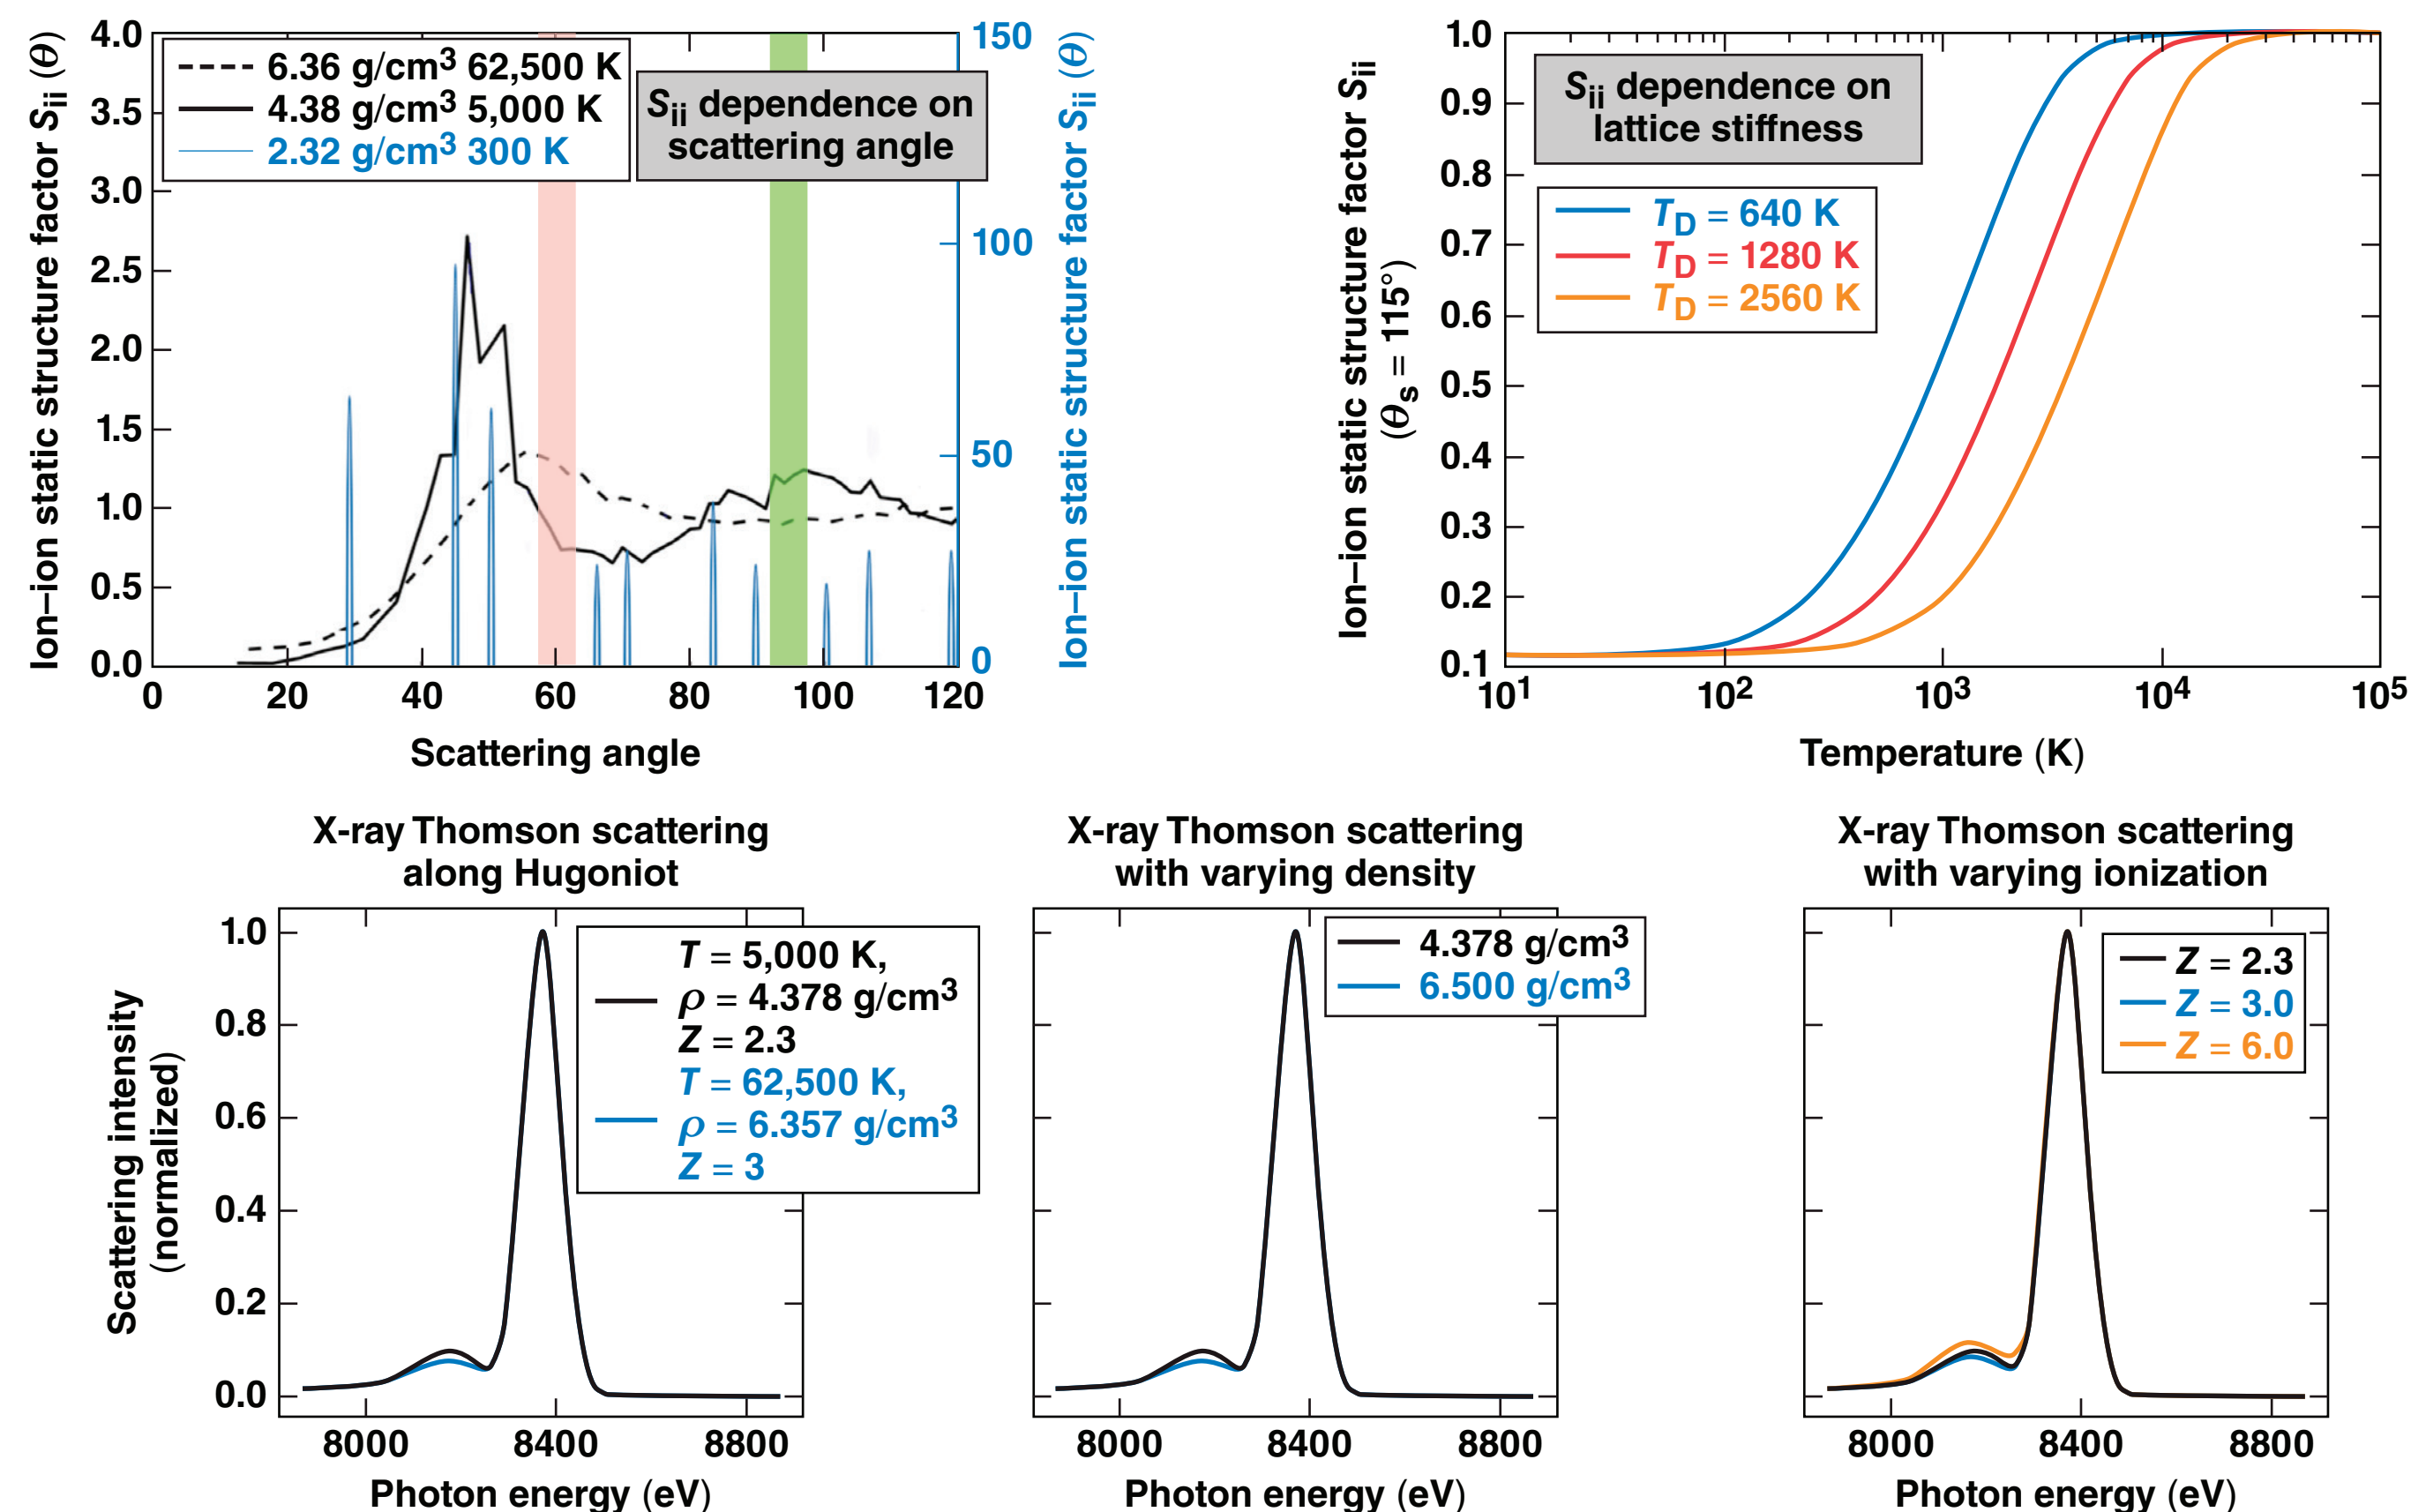 Ion–ion static structure factor Sii (θ)
4.0
3.5
3.0
2.5
2.0
1.5
1.0
0.5
0.0
6.36 g/cm³ 62,500 K
4.38 g/cm³ 5,000 K
2.32 g/cm³ 300 K
Sii dependence on
scattering angle
150
100
50
0
Ion–ion static structure factor Sii (θ)
0 20 40 60 80 100 120
Scattering angle
Ion–ion static structure factor Sii
(θs = 115°)
1.0
0.9
0.8
0.7
0.6
0.5
0.4
0.3
0.2
0.1
Sii dependence on
lattice stiffness
TD = 640 K
TD = 1280 K
TD = 2560 K
10¹ 10² 10³ 10⁴ 10⁵
Temperature (K)
X-ray Thomson scattering
along Hugoniot
Scattering intensity
(normalized)
1.0
0.8
0.6
0.4
0.2
0.0
T = 5,000 K,
ρ = 4.378 g/cm³
Z = 2.3
T = 62,500 K,
ρ = 6.357 g/cm³
Z = 3
8000 8400 8800
Photon energy (eV)
X-ray Thomson scattering
with varying density
4.378 g/cm³
6.500 g/cm³
8000 8400 8800
Photon energy (eV)
X-ray Thomson scattering
with varying ionization
Z = 2.3
Z = 3.0
Z = 6.0
8000 8400 8800
Photon energy (eV)